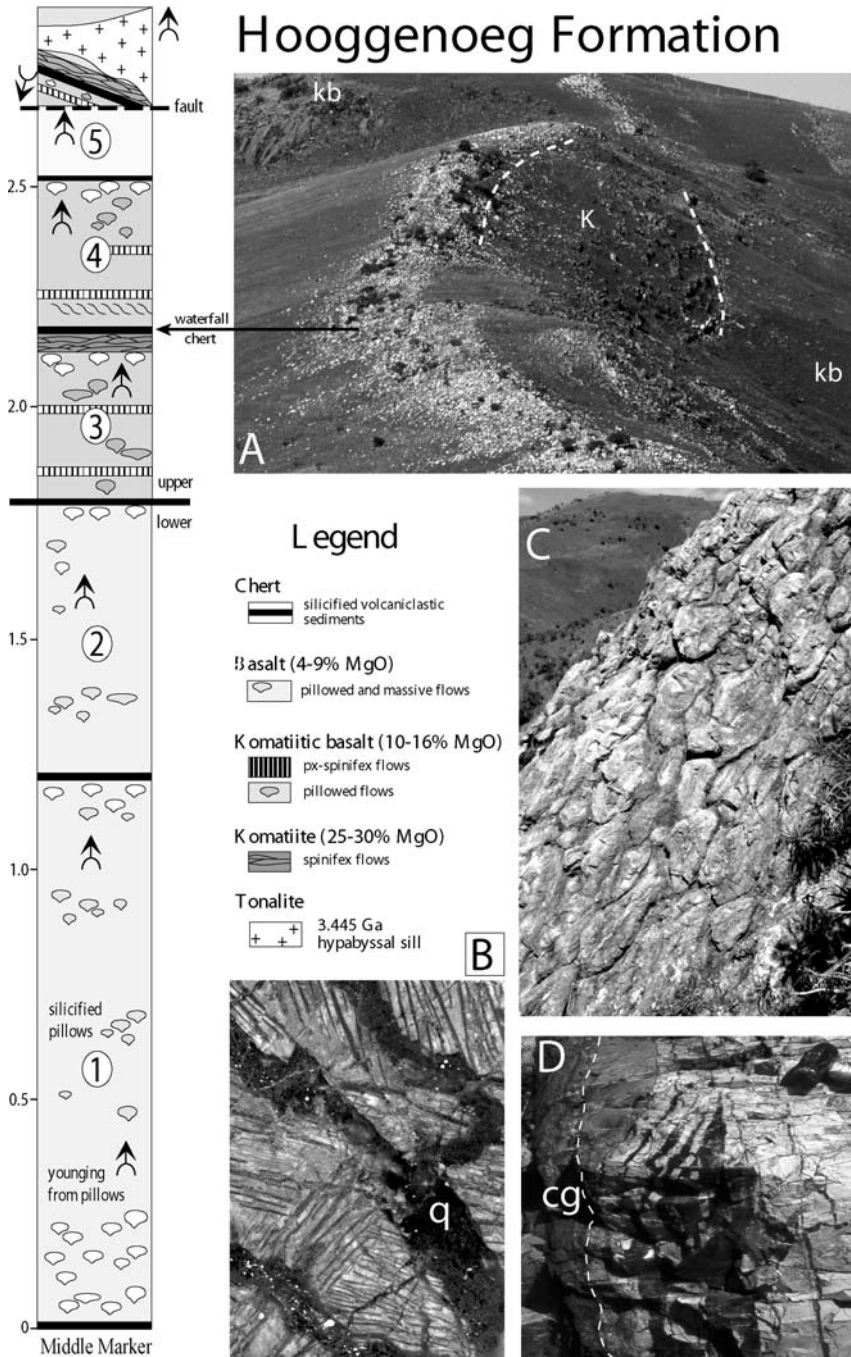 Hooggenoeg Formation
fault
5
2.5
4
waterfall
chert
2.0
3
upper
lower
1.5
2
1.0
silicified
pillows
1
0.5
younging
from pillows
0
Middle Marker
kb
K
kb
A
Legend
Chert
silicified volcaniclastic
sediments
Basalt (4-9% MgO)
pillowed and massive flows
Komatiitic basalt (10-16% MgO)
px-spinifex flows
pillowed flows
Komatiite (25-30% MgO)
spinifex flows
Tonalite
3.445 Ga
hypabyssal sill
B
q
C
D
cg